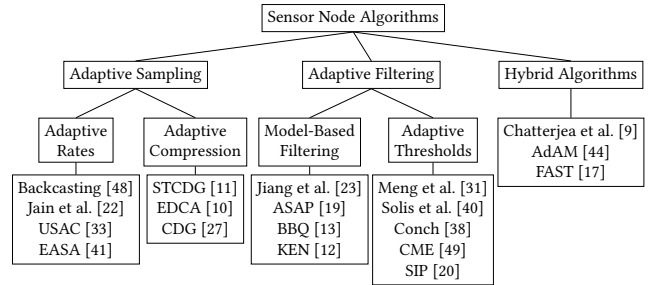 Sensor Node Algorithms
Adaptive Sampling
Adaptive Filtering
Hybrid Algorithms
Adaptive
Rates
Adaptive
Compression
Model-Based
Filtering
Adaptive
Thresholds
Chatterjea et al. [9]
AdAM [44]
FAST [17]
Backcasting [48]
Jain et al. [22]
USAC [33]
EASA [41]
STCDG [11]
EDCA [10]
CDG [27]
Jiang et al. [23]
ASAP [19]
BBQ [13]
KEN [12]
Meng et al. [31]
Solis et al. [40]
Conch [38]
CME [49]
SIP [20]